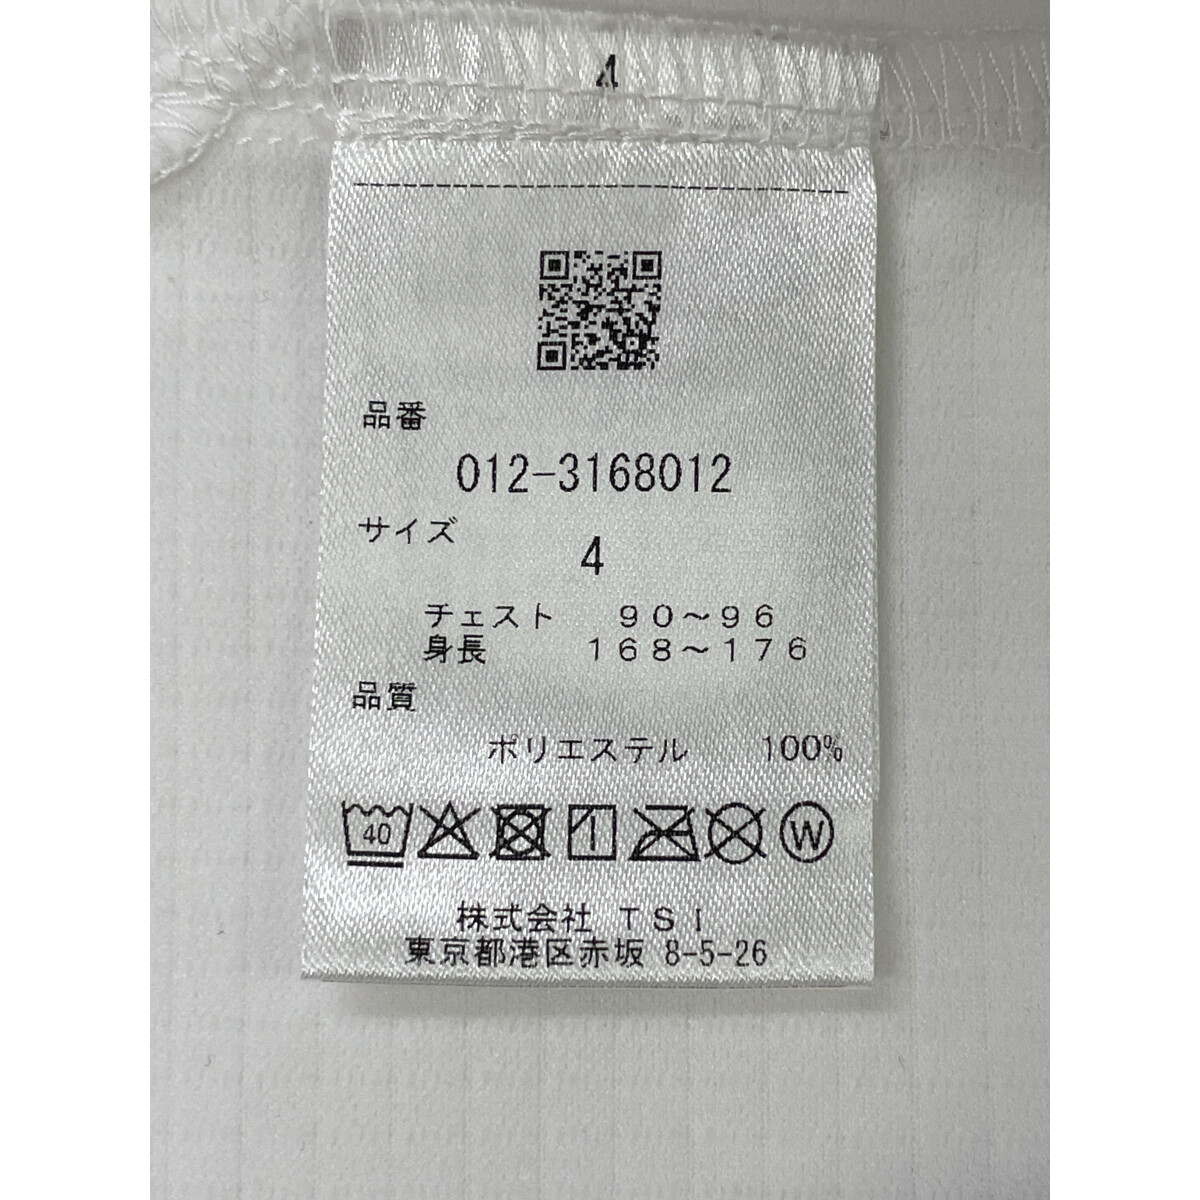 4
品番
012-3168012
サイズ
4
チェスト 90～96
身長 168～176
品質
ポリエステル 100%
40 W
株式会社 TSI
東京都港区赤坂 8-5-26